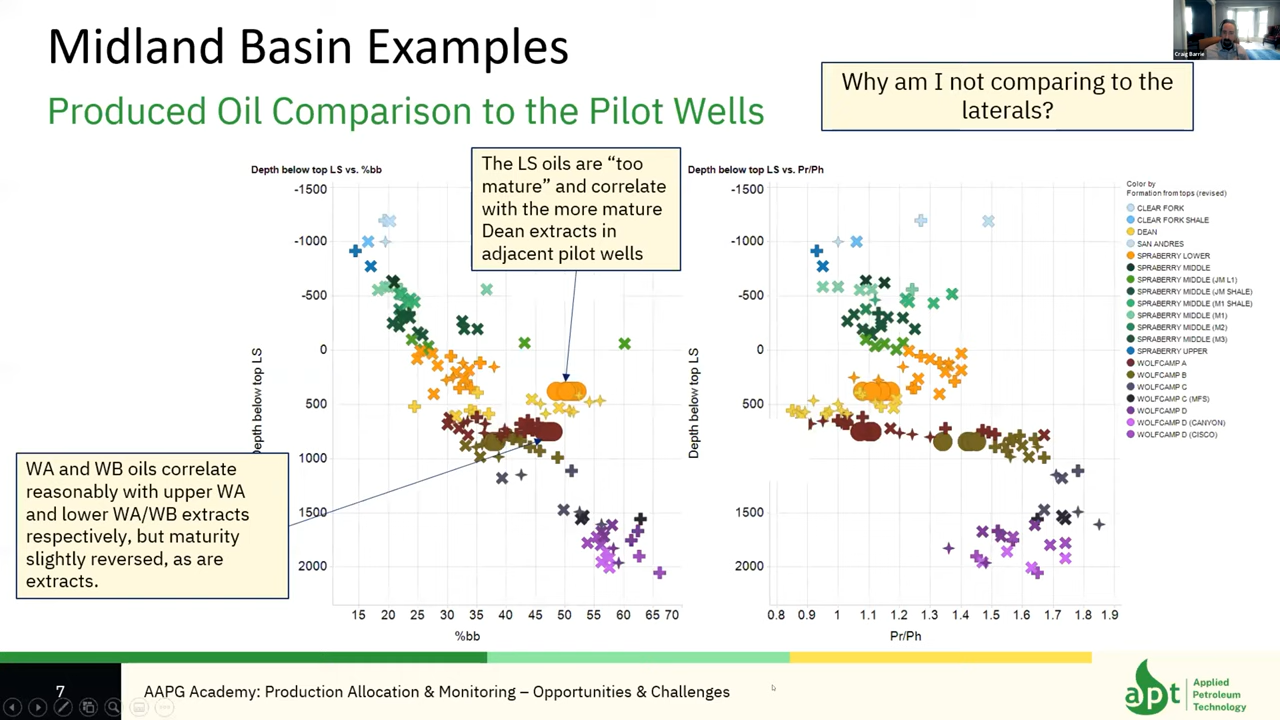 Midland Basin Examples
Produced Oil Comparison to the Pilot Wells
Craig Barrie
Why am I not comparing to the
laterals?
The LS oils are “too
mature” and correlate
with the more mature
Dean extracts in
adjacent pilot wells
WA and WB oils correlate
reasonably with upper WA
and lower WA/WB extracts
respectively, but maturity
slightly reversed, as are
extracts.
Depth below top LS vs. %bb
Depth below top LS
-1500
-1000
-500
0
500
1000
1500
2000
15 20 25 30 35 40 45 50 55 60 65 70
%bb
Depth below top LS vs. Pr/Ph
Depth below top LS
-1500
-1000
-500
0
500
1000
1500
2000
0.8 0.9 1 1.1 1.2 1.3 1.4 1.5 1.6 1.7 1.8 1.9
Pr/Ph
Color by
Formation from tops (revised)
CLEAR FORK
CLEAR FORK SHALE
DEAN
SAN ANDRES
SPRABERRY LOWER
SPRABERRY MIDDLE
SPRABERRY MIDDLE (JM L1)
SPRABERRY MIDDLE (JM SHALE)
SPRABERRY MIDDLE (M1 SHALE)
SPRABERRY MIDDLE (M1)
SPRABERRY MIDDLE (M2)
SPRABERRY MIDDLE (M3)
SPRABERRY UPPER
WOLFCAMP A
WOLFCAMP B
WOLFCAMP C
WOLFCAMP C (MFS)
WOLFCAMP D
WOLFCAMP D (CANYON)
WOLFCAMP D (CISCO)
7
AAPG Academy: Production Allocation & Monitoring – Opportunities & Challenges
apt
Applied
Petroleum
Technology